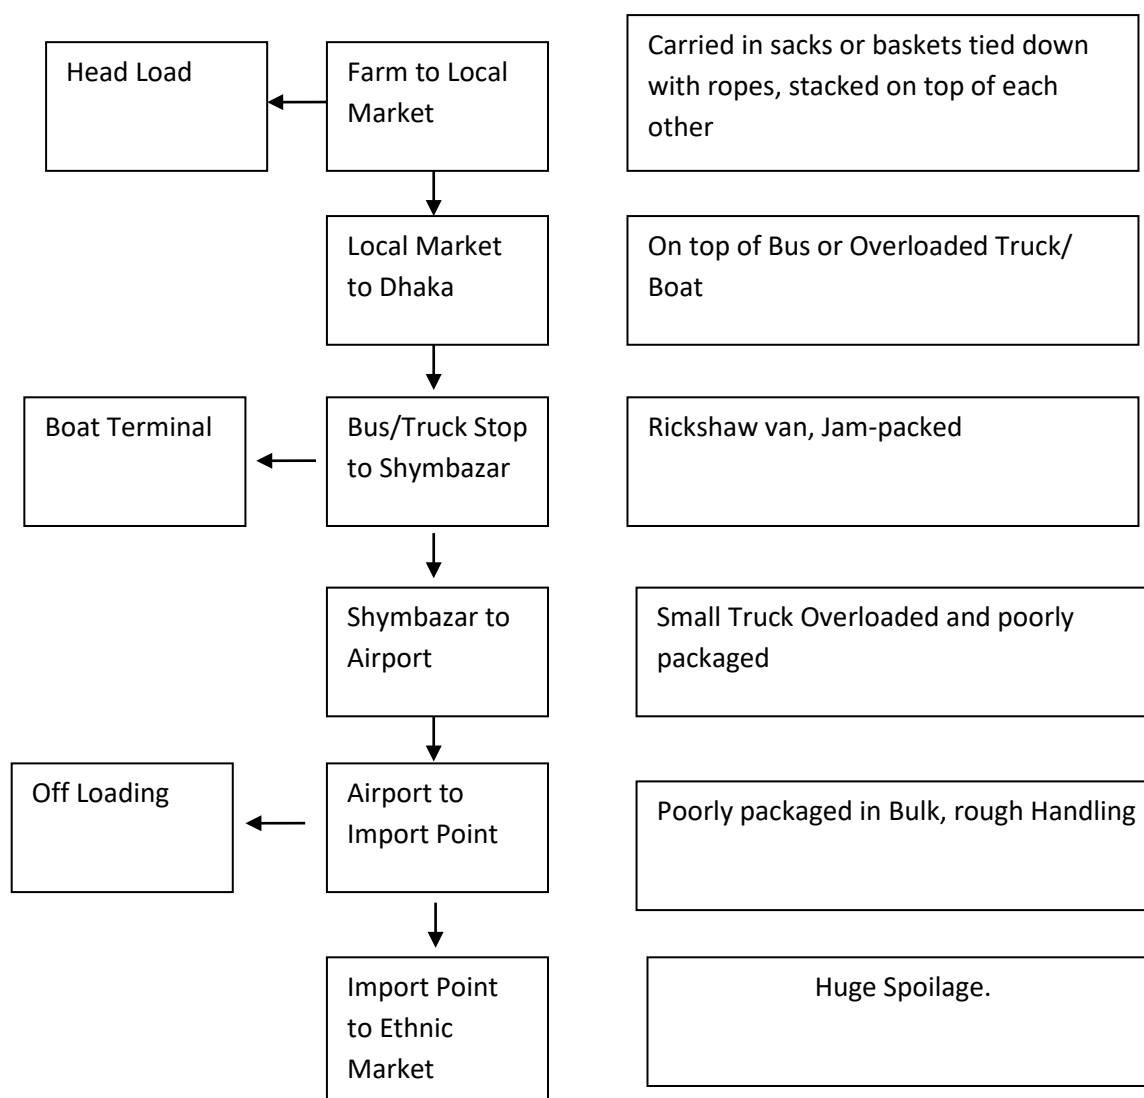 Head Load
Farm to Local
Market
Carried in sacks or baskets tied down
with ropes, stacked on top of each
other
Local Market
to Dhaka
On top of Bus or Overloaded Truck/
Boat
Boat Terminal
Bus/Truck Stop
to Shymbazar
Rickshaw van, Jam-packed
Shymbazar to
Airport
Small Truck Overloaded and poorly
packaged
Off Loading
Airport to
Import Point
Poorly packaged in Bulk, rough Handling
Import Point
to Ethnic
Market
Huge Spoilage.